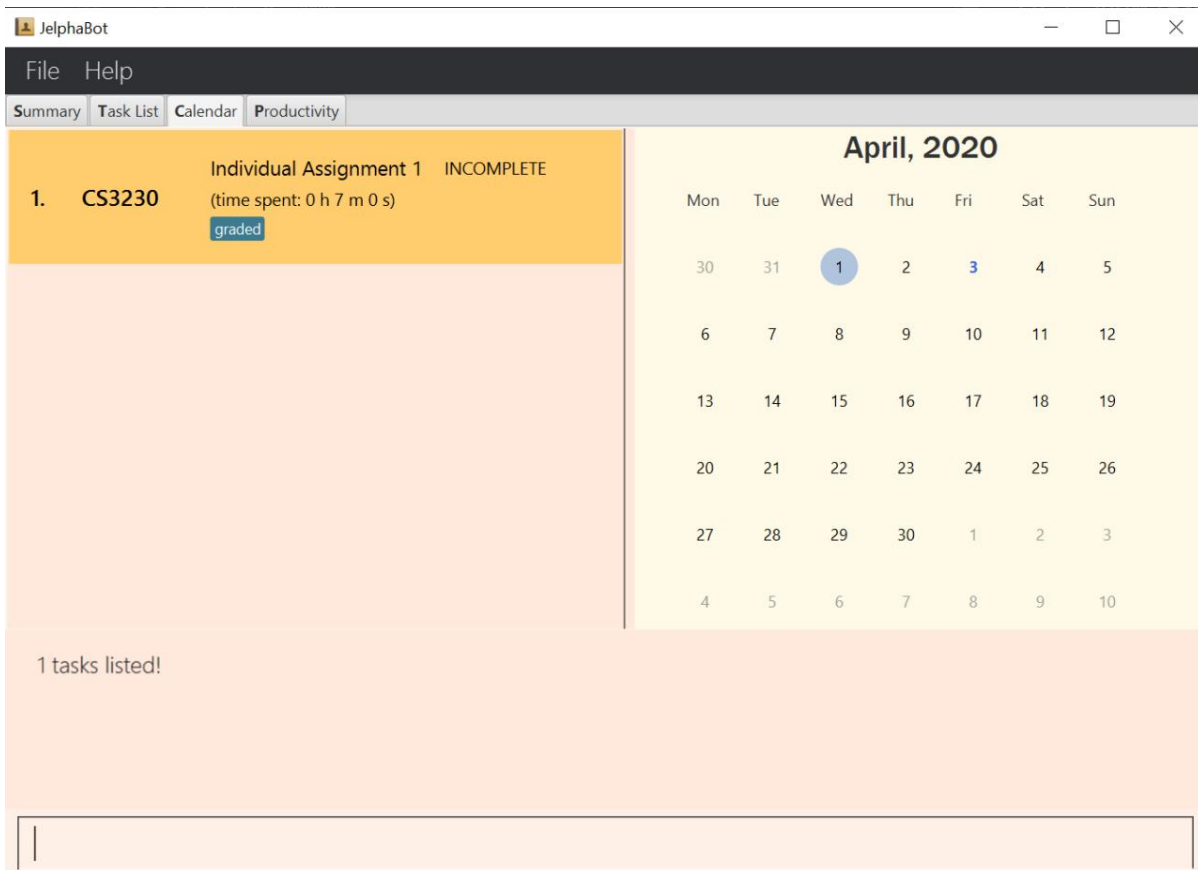 JelphaBot
File Help
Summary Task List Calendar Productivity
1. CS3230 Individual Assignment 1 INCOMPLETE
(time spent: 0 h 7 m 0 s)
graded
April, 2020
Mon Tue Wed Thu Fri Sat Sun
30 31 1 2 3 4 5
6 7 8 9 10 11 12
13 14 15 16 17 18 19
20 21 22 23 24 25 26
27 28 29 30 1 2 3
4 5 6 7 8 9 10
1 tasks listed!